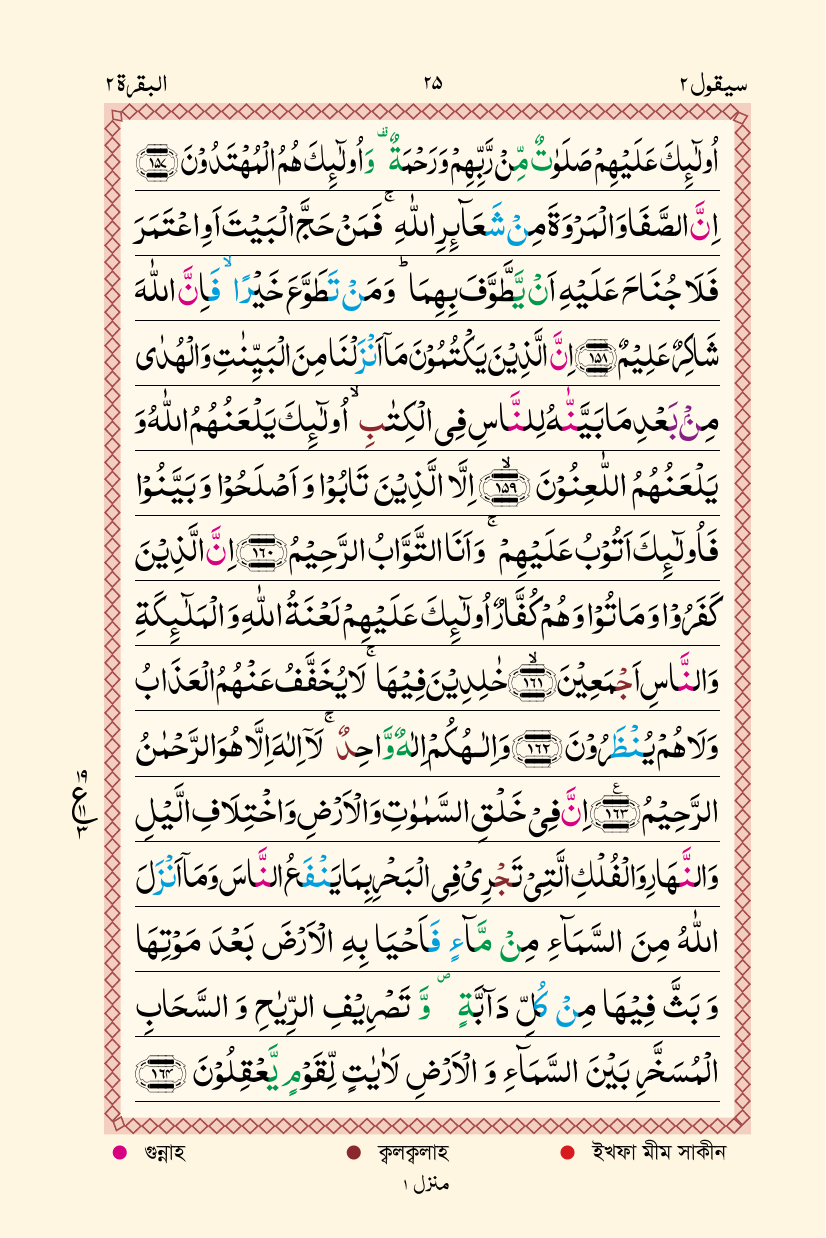 سيقول ٢ ٢٥ البقرة ٢
اُولٰٓئِكَ عَلَيْهِمْ صَلَوٰتٌ مِّنْ رَّبِّهِمْ وَرَحْمَةٌ ۫ وَاُولٰٓئِكَ هُمُ الْمُهْتَدُوْنَ ﴿١٥٧﴾
اِنَّ الصَّفَا وَالْمَرْوَةَ مِنْ شَعَآئِرِ اللّٰهِ ۚ فَمَنْ حَجَّ الْبَيْتَ اَوِ اعْتَمَرَ
فَلَا جُنَاحَ عَلَيْهِ اَنْ يَّطَّوَّفَ بِهِمَا ؕ وَمَنْ تَطَوَّعَ خَيْرًا ۙ فَاِنَّ اللّٰهَ
شَاكِرٌ عَلِيْمٌ ﴿١٥٨﴾ اِنَّ الَّذِيْنَ يَكْتُمُوْنَ مَآ اَنْزَلْنَا مِنَ الْبَيِّنٰتِ وَالْهُدٰى
مِنْۢ بَعْدِ مَا بَيَّنّٰهُ لِلنَّاسِ فِى الْكِتٰبِ ۙ اُولٰٓئِكَ يَلْعَنُهُمُ اللّٰهُ وَ
يَلْعَنُهُمُ اللّٰعِنُوْنَ ﴿١٥٩﴾ ۙ اِلَّا الَّذِيْنَ تَابُوْا وَ اَصْلَحُوْا وَ بَيَّنُوْا
فَاُولٰٓئِكَ اَتُوْبُ عَلَيْهِمْ ۚ وَ اَنَا التَّوَّابُ الرَّحِيْمُ ﴿١٦٠﴾ اِنَّ الَّذِيْنَ
كَفَرُوْا وَ مَاتُوْا وَ هُمْ كُفَّارٌ اُولٰٓئِكَ عَلَيْهِمْ لَعْنَةُ اللّٰهِ وَ الْمَلٰٓئِكَةِ
وَالنَّاسِ اَجْمَعِيْنَ ﴿١٦١﴾ ۙ خٰلِدِيْنَ فِيْهَا ۚ لَا يُخَفَّفُ عَنْهُمُ الْعَذَابُ
وَلَا هُمْ يُنْظَرُوْنَ ﴿١٦٢﴾ وَاِلٰـهُكُمْ اِلٰهٌ وَّاحِدٌ ۚ لَآ اِلٰهَ اِلَّا هُوَ الرَّحْمٰنُ
الرَّحِيْمُ ﴿١٦٣﴾ ع اِنَّ فِىْ خَلْقِ السَّمٰوٰتِ وَالْاَرْضِ وَاخْتِلَافِ الَّيْلِ
١٩ ع ١١ ٣
وَالنَّهَارِ وَالْفُلْكِ الَّتِىْ تَجْرِىْ فِى الْبَحْرِ بِمَا يَنْفَعُ النَّاسَ وَمَآ اَنْزَلَ
اللّٰهُ مِنَ السَّمَآءِ مِنْ مَّآءٍ فَاَحْيَا بِهِ الْاَرْضَ بَعْدَ مَوْتِهَا
وَ بَثَّ فِيْهَا مِنْ كُلِّ دَآبَّةٍ ۪ وَّ تَصْرِيْفِ الرِّيٰحِ وَ السَّحَابِ
الْمُسَخَّرِ بَيْنَ السَّمَآءِ وَ الْاَرْضِ لَاٰيٰتٍ لِّقَوْمٍ يَّعْقِلُوْنَ ﴿١٦٤﴾
গুন্নাহ ক্বলক্বলাহ ইখফা মীম সাকীন
منزل ١